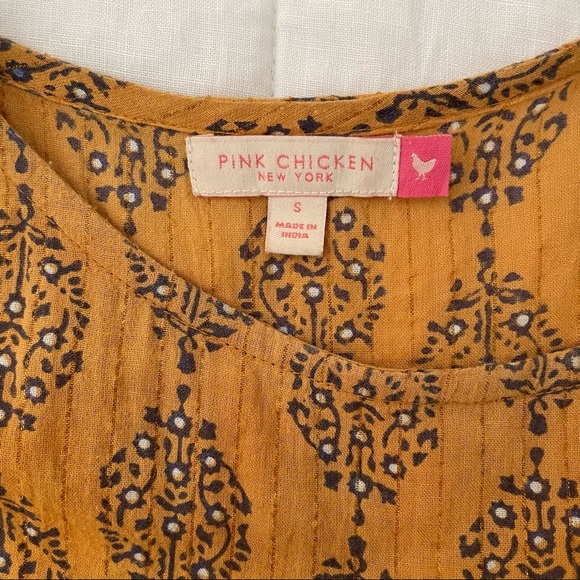 PINK CHICKEN
NEW YORK
S
MADE IN
INDIA